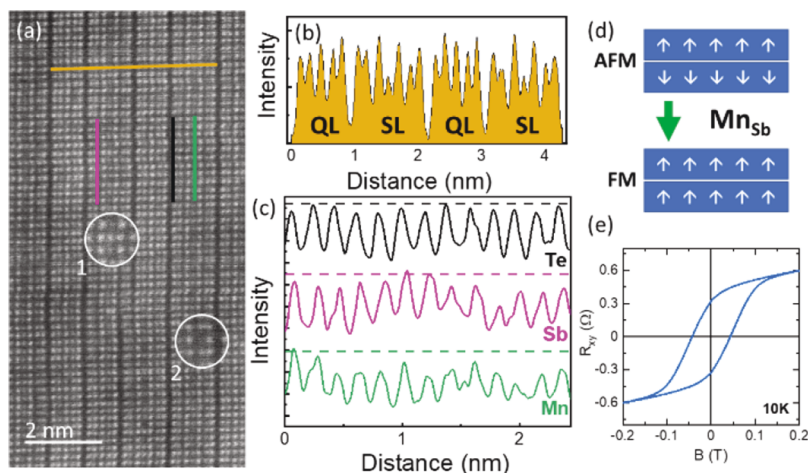 (a)
1
2
2 nm
(b)
Intensity
QL SL QL SL
0 1 2 3 4
Distance (nm)
(c)
Intensity
Te
Sb
Mn
0 1 2
Distance (nm)
(d)
AFM
MnSb
FM
(e)
Rxy (Ω)
0.6
0.3
0
-0.3
-0.6
10K
-0.2 -0.1 0 0.1 0.2
B (T)